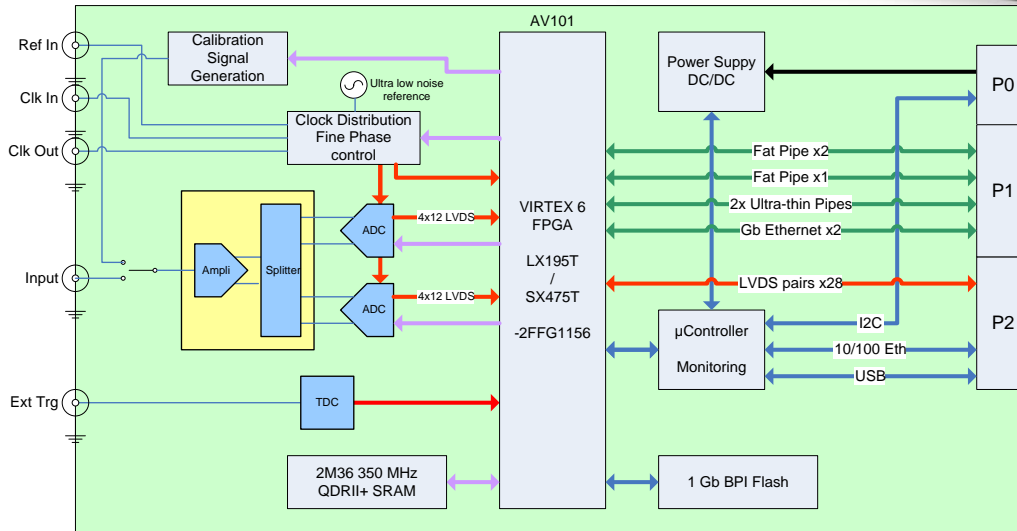 AV101
Ref In
Clk In
Clk Out
Input
Ext Trg
Calibration
Signal
Generation
Ultra low noise
reference
Clock Distribution
Fine Phase
control
Ampli
Splitter
ADC
4x12 LVDS
ADC
4x12 LVDS
TDC
2M36 350 MHz
QDRII+ SRAM
VIRTEX 6
FPGA
LX195T
/
SX475T
-2FFG1156
Power Suppy
DC/DC
Fat Pipe x2
Fat Pipe x1
2x Ultra-thin Pipes
Gb Ethernet x2
LVDS pairs x28
I2C
10/100 Eth
USB
µController
Monitoring
1 Gb BPI Flash
P0
P1
P2